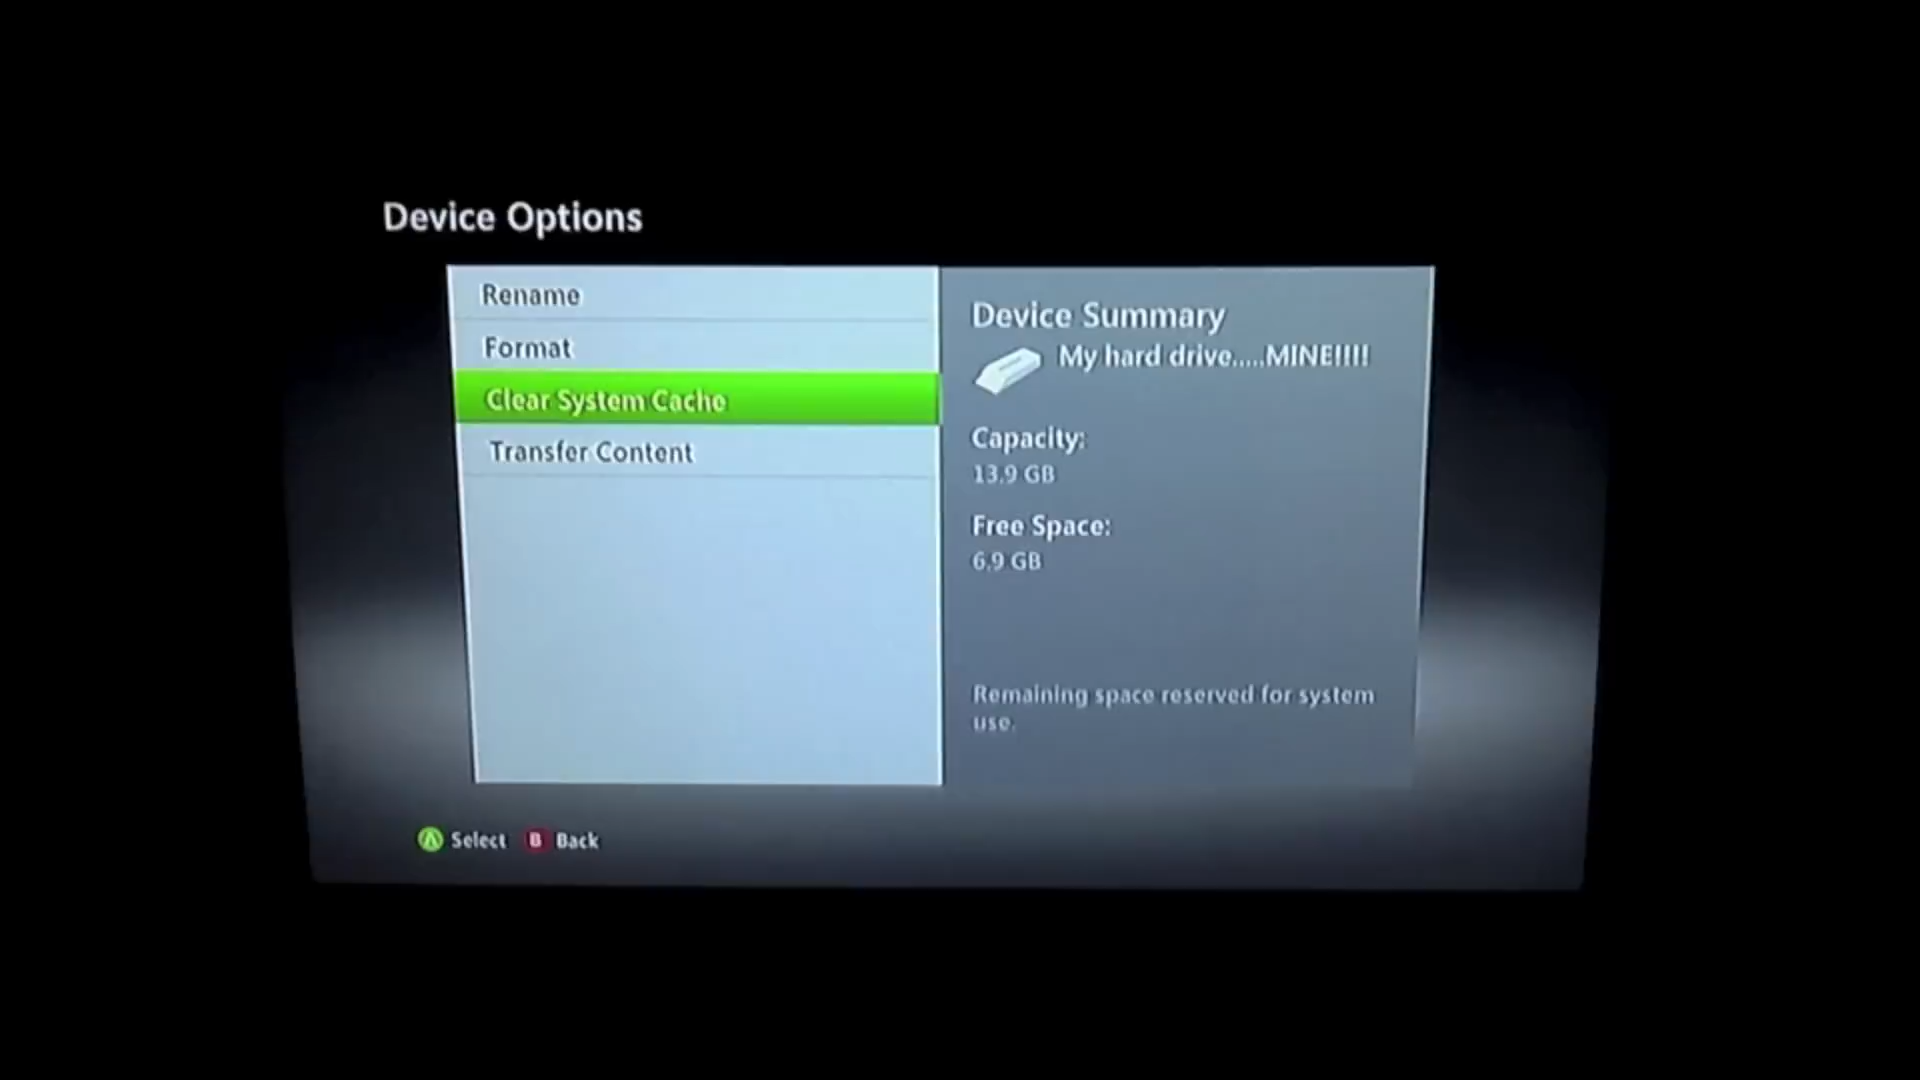 Device Options
Rename
Format
Clear System Cache
Transfer Content
Device Summary
My hard drive.....MINE!!!!
Capacity:
13.9 GB
Free Space:
6.9 GB
Remaining space reserved for system
use.
A Select B Back